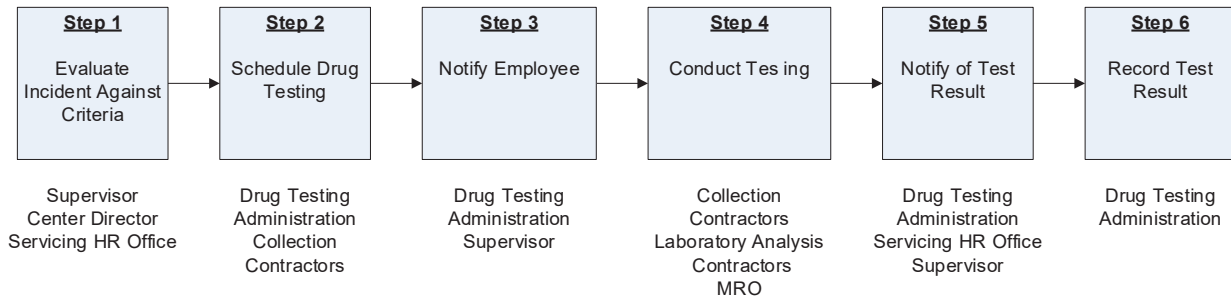 Step 1
Evaluate
Incident Against
Criteria
Step 2
Schedule Drug
Testing
Step 3
Notify Employee
Step 4
Conduct Tes ing
Step 5
Notify of Test
Result
Step 6
Record Test
Result
Supervisor
Center Director
Servicing HR Office
Drug Testing
Administration
Collection
Contractors
Drug Testing
Administration
Supervisor
Collection
Contractors
Laboratory Analysis
Contractors
MRO
Drug Testing
Administration
Servicing HR Office
Supervisor
Drug Testing
Administration